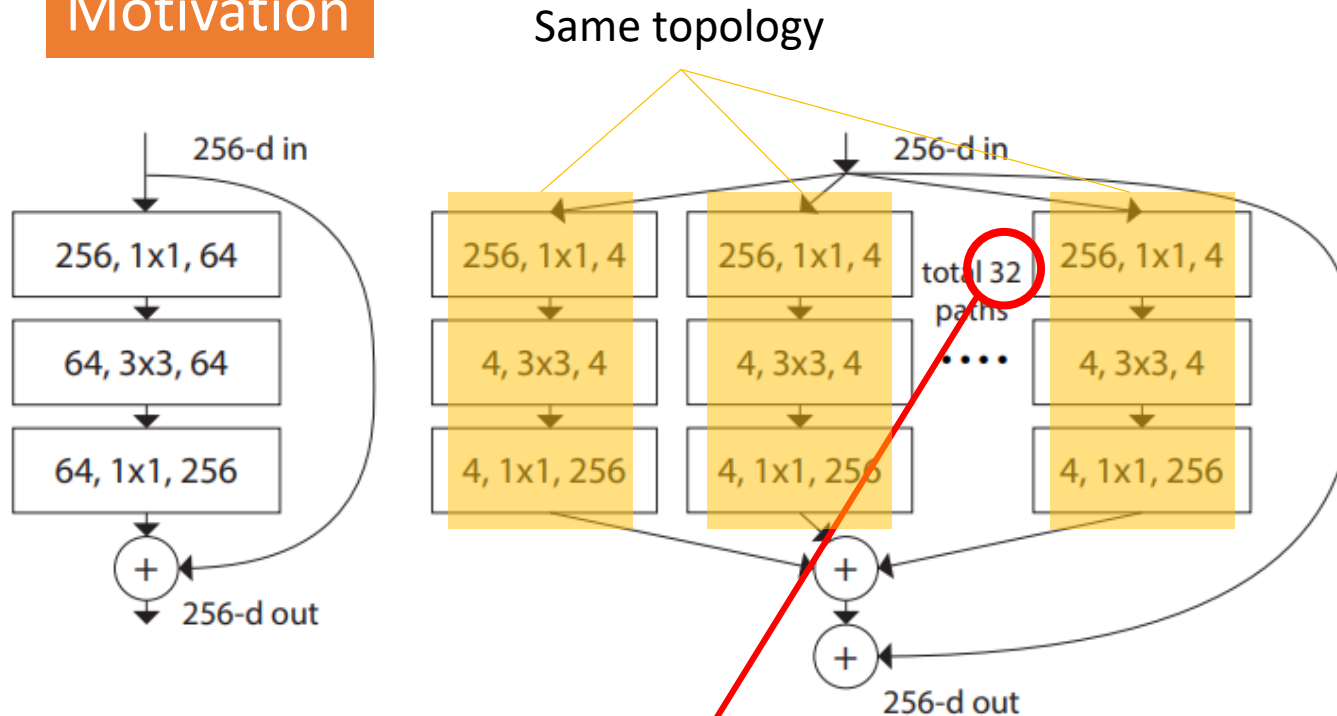 Motivation
Same topology
256-d in
256, 1x1, 64
64, 3x3, 64
64, 1x1, 256
+
256-d out
256-d in
256, 1x1, 4
4, 3x3, 4
4, 1x1, 256
256, 1x1, 4
4, 3x3, 4
4, 1x1, 256
total 32
paths
....
256, 1x1, 4
4, 3x3, 4
4, 1x1, 256
+
+
256-d out